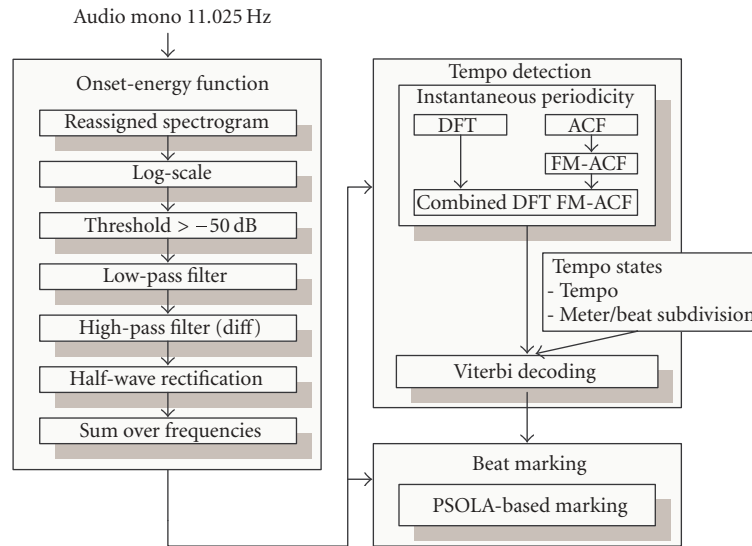 Audio mono 11.025 Hz
Onset-energy function
Reassigned spectrogram
Log-scale
Threshold > −50 dB
Low-pass filter
High-pass filter (diff)
Half-wave rectification
Sum over frequencies
Tempo detection
Instantaneous periodicity
DFT
ACF
FM-ACF
Combined DFT FM-ACF
Tempo states
- Tempo
- Meter/beat subdivision
Viterbi decoding
Beat marking
PSOLA-based marking